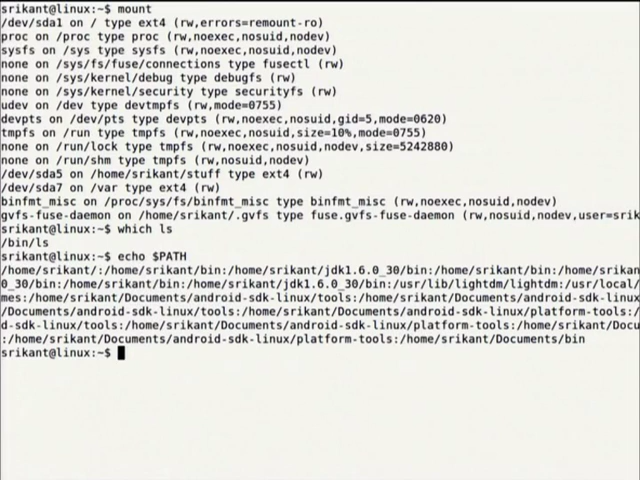 srikant@linux:~$ mount
/dev/sda1 on / type ext4 (rw,errors=remount-ro)
proc on /proc type proc (rw,noexec,nosuid,nodev)
sysfs on /sys type sysfs (rw,noexec,nosuid,nodev)
none on /sys/fs/fuse/connections type fusectl (rw)
none on /sys/kernel/debug type debugfs (rw)
none on /sys/kernel/security type securityfs (rw)
udev on /dev type devtmpfs (rw,mode=0755)
devpts on /dev/pts type devpts (rw,noexec,nosuid,gid=5,mode=0620)
tmpfs on /run type tmpfs (rw,noexec,nosuid,size=10%,mode=0755)
none on /run/lock type tmpfs (rw,noexec,nosuid,nodev,size=5242880)
none on /run/shm type tmpfs (rw,nosuid,nodev)
/dev/sda5 on /home/srikant/stuff type ext4 (rw)
/dev/sda7 on /var type ext4 (rw)
binfmt_misc on /proc/sys/fs/binfmt_misc type binfmt_misc (rw,noexec,nosuid,nodev)
gvfs-fuse-daemon on /home/srikant/.gvfs type fuse.gvfs-fuse-daemon (rw,nosuid,nodev,user=srik
srikant@linux:~$ which ls
/bin/ls
srikant@linux:~$ echo $PATH
/home/srikant/:/home/srikant/bin:/home/srikant/jdk1.6.0_30/bin:/home/srikant/bin:/home/srikan
0_30/bin:/home/srikant/bin:/home/srikant/jdk1.6.0_30/bin:/usr/lib/lightdm/lightdm:/usr/local/
mes:/home/srikant/Documents/android-sdk-linux/tools:/home/srikant/Documents/android-sdk-linux
/Documents/android-sdk-linux/tools:/home/srikant/Documents/android-sdk-linux/platform-tools:/
d-sdk-linux/tools:/home/srikant/Documents/android-sdk-linux/platform-tools:/home/srikant/Docu
:/home/srikant/Documents/android-sdk-linux/platform-tools:/home/srikant/Documents/bin
srikant@linux:~$